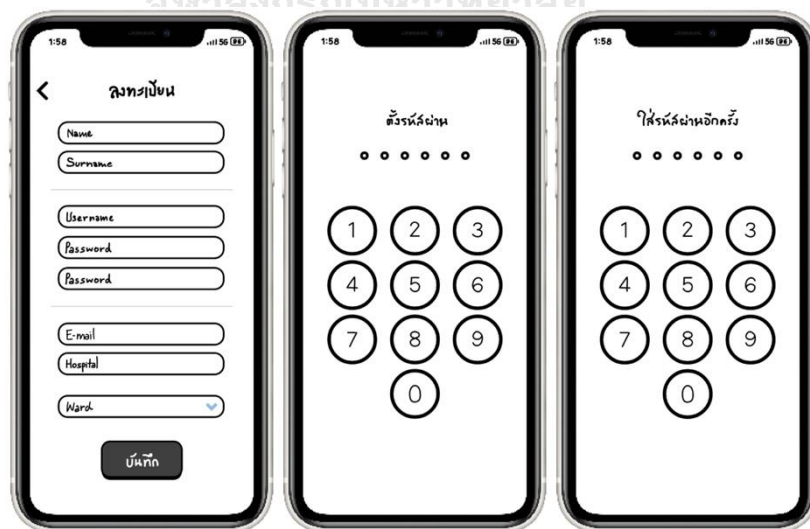 1:58
56
ลงทะเบียน
Name
Surname
Username
Password
Password
E-mail
Hospital
Ward
บันทึก
1:58
56
ตั้งรหัสผ่าน
1 2 3
4 5 6
7 8 9
0
1:58
56
ใส่รหัสผ่านอีกครั้ง
1 2 3
4 5 6
7 8 9
0